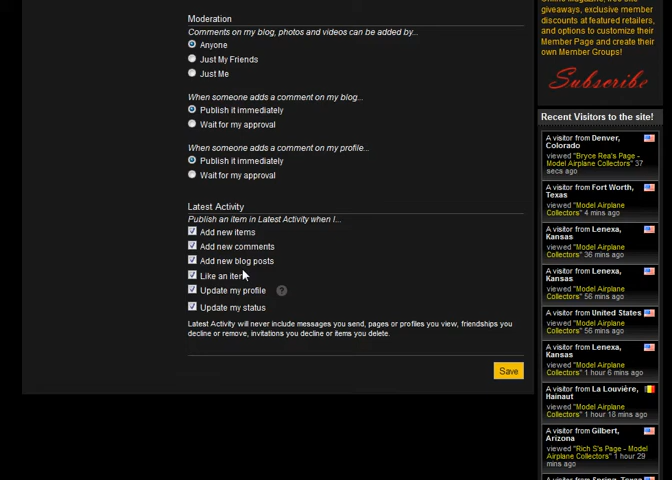 Moderation
Comments on my blog, photos and videos can be added by...
Anyone
Just My Friends
Just Me
When someone adds a comment on my blog...
Publish it immediately
Wait for my approval
When someone adds a comment on my profile...
Publish it immediately
Wait for my approval
Latest Activity
Publish an item in Latest Activity when I...
Add new items
Add new comments
Add new blog posts
Like an item
Update my profile ?
Update my status
Latest Activity will never include messages you send, pages or profiles you view, friendships you
decline or remove, invitations you decline or items you delete.
Save
giveaways, exclusive member
discounts at featured retailers,
and options to customize their
Member Page and create their
own Member Groups!
Subscribe
Recent Visitors to the site!
A visitor from Denver,
Colorado
viewed "Bryce Rea's Page -
Model Airplane Collectors" 37
secs ago
A visitor from Fort Worth,
Texas
viewed "Model Airplane
Collectors" 4 mins ago
A visitor from Lenexa,
Kansas
viewed "Model Airplane
Collectors" 36 mins ago
A visitor from Lenexa,
Kansas
viewed "Model Airplane
Collectors" 56 mins ago
A visitor from United States
viewed "Model Airplane
Collectors" 56 mins ago
A visitor from Lenexa,
Kansas
viewed "Model Airplane
Collectors" 1 hour 6 mins ago
A visitor from La Louvière,
Hainaut
viewed "Model Airplane
Collectors" 1 hour 18 mins ago
A visitor from Gilbert,
Arizona
viewed "Rich S's Page - Model
Airplane Collectors" 1 hour 29
mins ago
A visitor from Spring, Texas